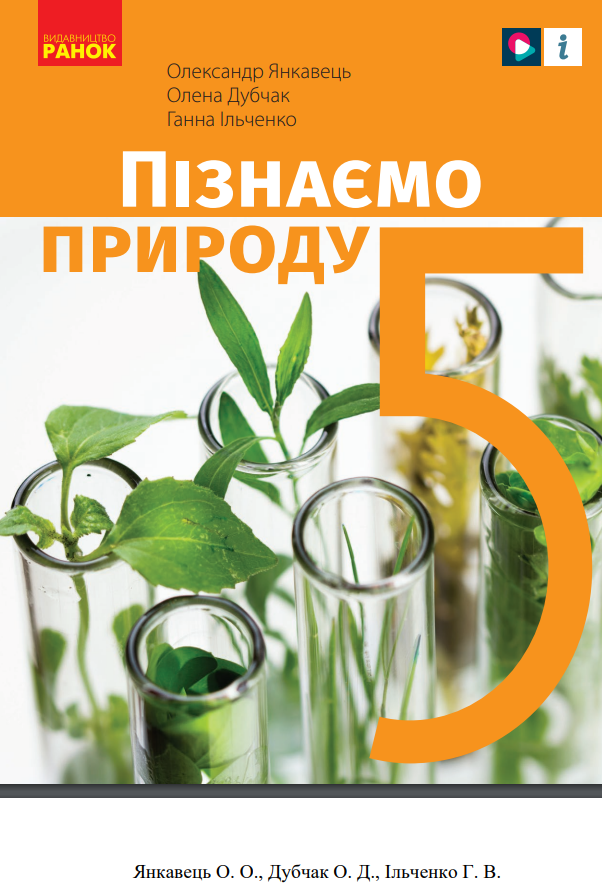 ВИДАВНИЦТВО
РАНОК
Олександр Янкавець
Олена Дубчак
Ганна Ільченко
ПІЗНАЄМО
ПРИРОДУ
5
i
Янкавець О. О., Дубчак О. Д., Ільченко Г. В.